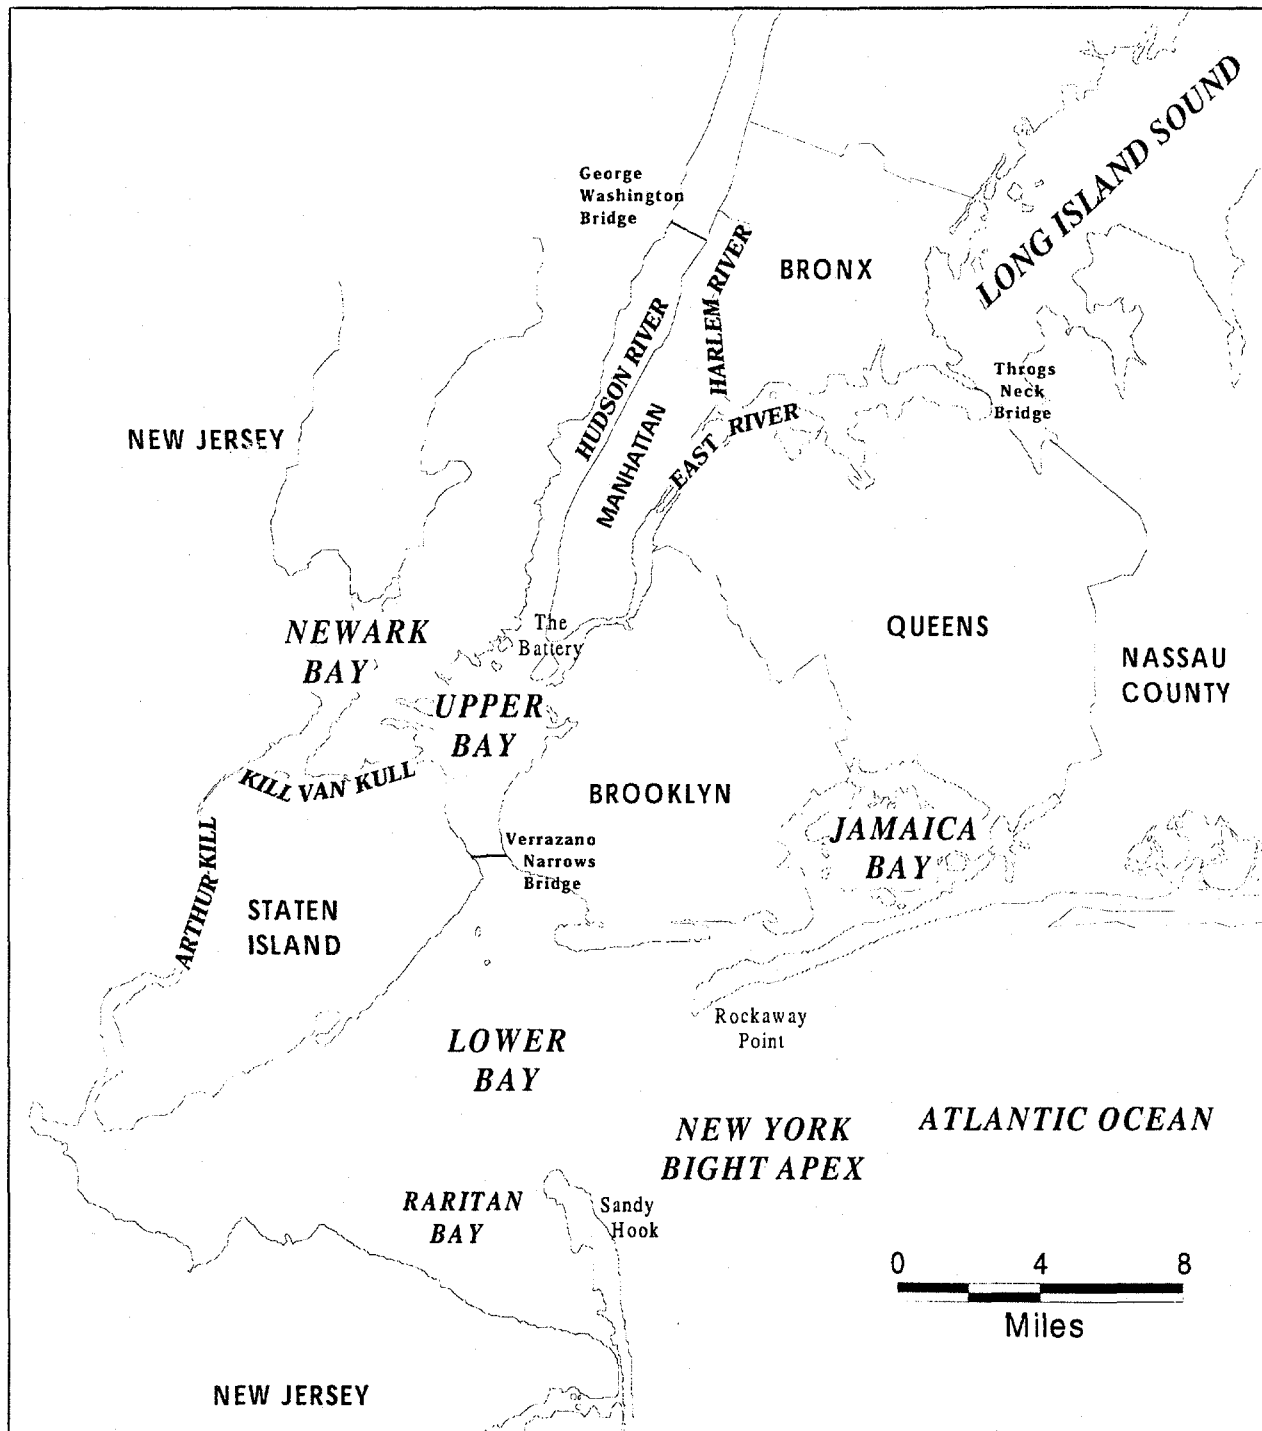 LONG ISLAND SOUND
George
Washington
Bridge
BRONX
HARLEM RIVER
HUDSON RIVER
MANHATTAN
EAST RIVER
Throgs
Neck
Bridge
NEW JERSEY
NEWARK
BAY
The
Battery
QUEENS
NASSAU
COUNTY
UPPER
BAY
KILL VAN KULL
BROOKLYN
JAMAICA
BAY
Verrazano
Narrows
Bridge
ARTHUR KILL
STATEN
ISLAND
Rockaway
Point
LOWER
BAY
NEW YORK
BIGHT APEX
ATLANTIC OCEAN
RARITAN
BAY
Sandy
Hook
0 4 8
Miles
NEW JERSEY